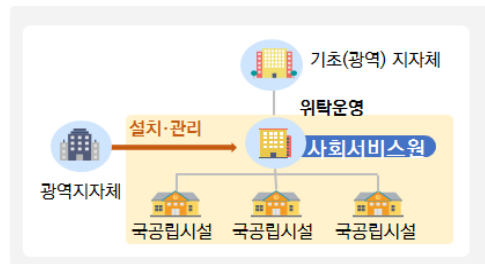 기초(광역) 지자체
위탁운영
설치·관리
사회서비스원
광역지자체
국공립시설 국공립시설 국공립시설